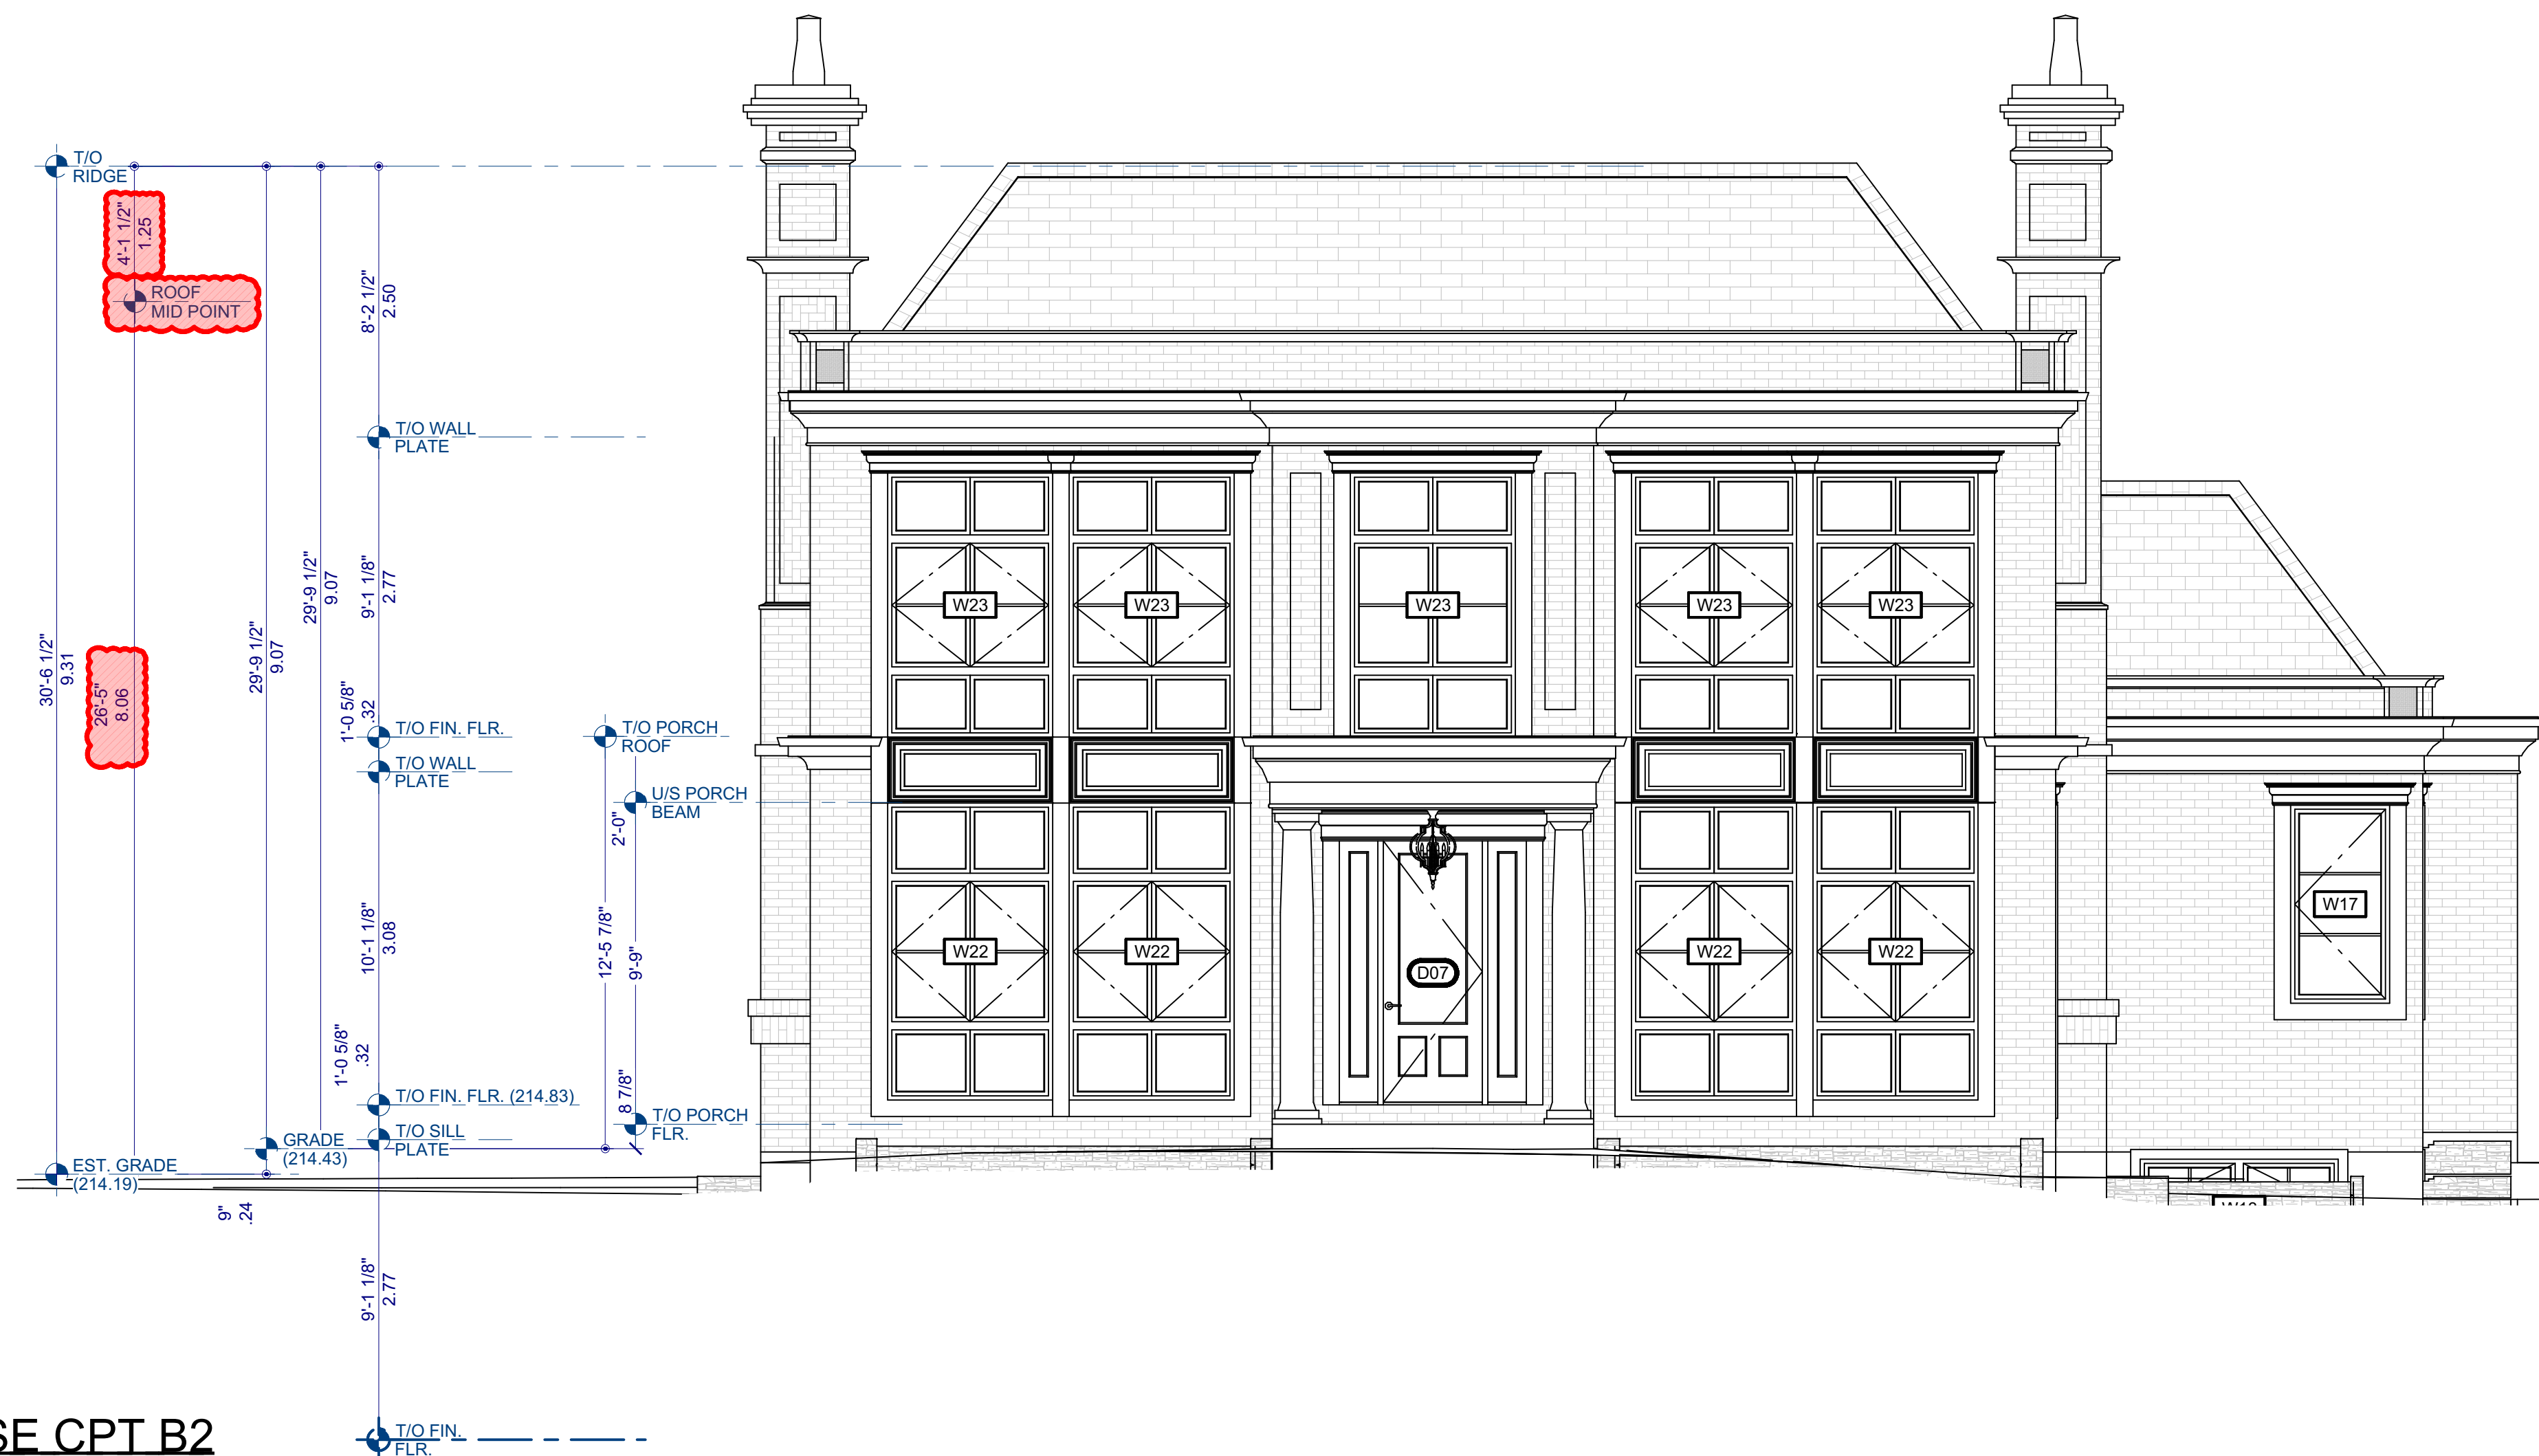 T/O
RIDGE
4'-1 1/2"
1.25
ROOF
MID POINT
8'-2 1/2"
2.50
T/O WALL
PLATE
29'-9 1/2"
9.07
9'-1 1/8"
2.77
W23
W23
W23
W23
W23
30'-6 1/2"
9.31
26'-5"
8.06
29'-9 1/2"
9.07
1'-0 5/8"
.32
T/O FIN. FLR.
T/O PORCH
ROOF
T/O WALL
PLATE
U/S PORCH
BEAM
2'-0"
10'-1 1/8"
3.08
12'-5 7/8"
9'-9"
W22
W22
D07
W22
W22
W17
1'-0 5/8"
.32
8 7/8"
T/O FIN. FLR. (214.83)
T/O PORCH
FLR.
T/O SILL
PLATE
GRADE
(214.43)
EST. GRADE
(214.19)
9"
.24
9'-1 1/8"
2.77
SE CPT B2
T/O FIN.
FLR.